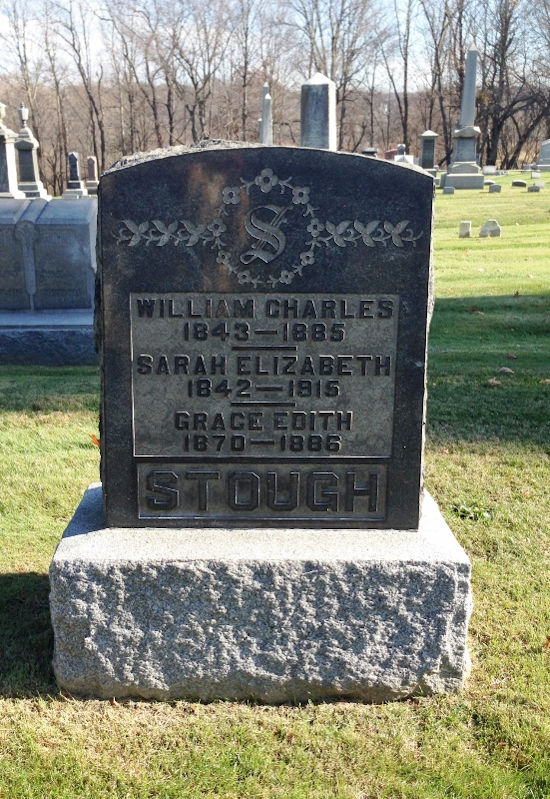 S
WILLIAM CHARLES
1843—1885
SARAH ELIZABETH
1842—1915
GRACE EDITH
1870—1886
STOUGH